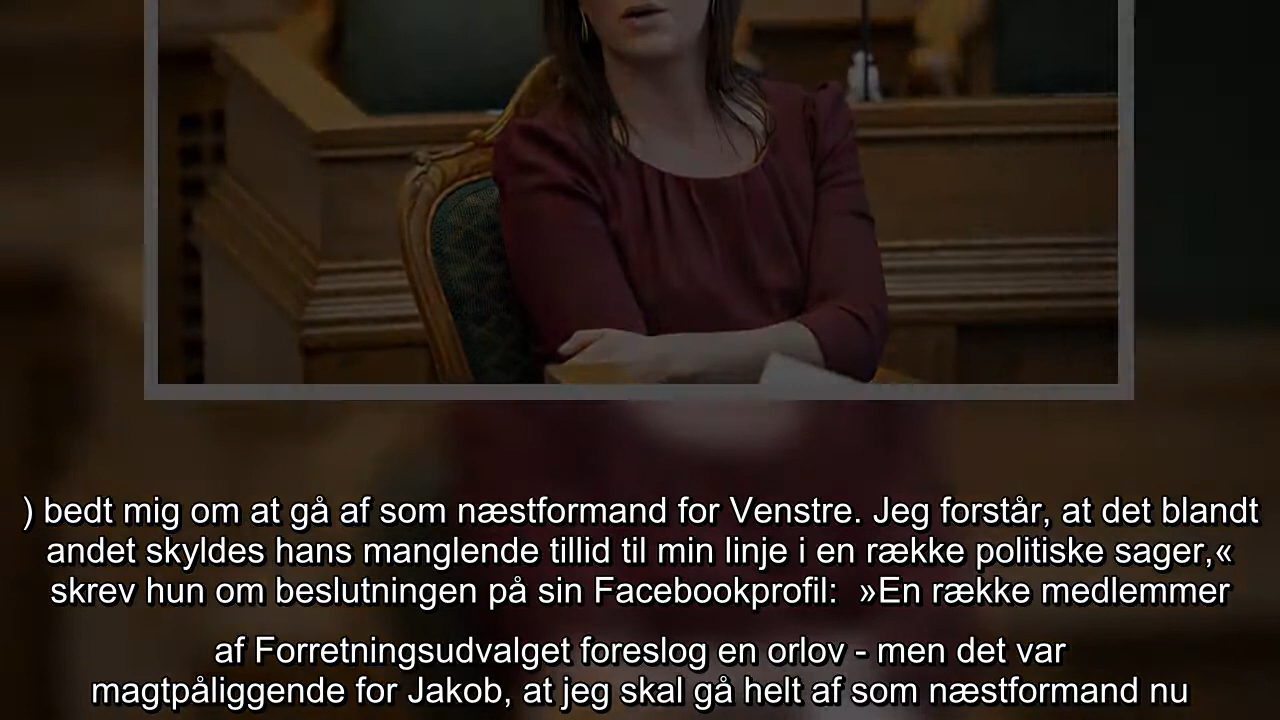 ) bedt mig om at gå af som næstformand for Venstre. Jeg forstår, at det blandt
andet skyldes hans manglende tillid til min linje i en række politiske sager,«
skrev hun om beslutningen på sin Facebookprofil:  »En række medlemmer
af Forretningsudvalget foreslog en orlov - men det var
magtpåliggende for Jakob, at jeg skal gå helt af som næstformand nu